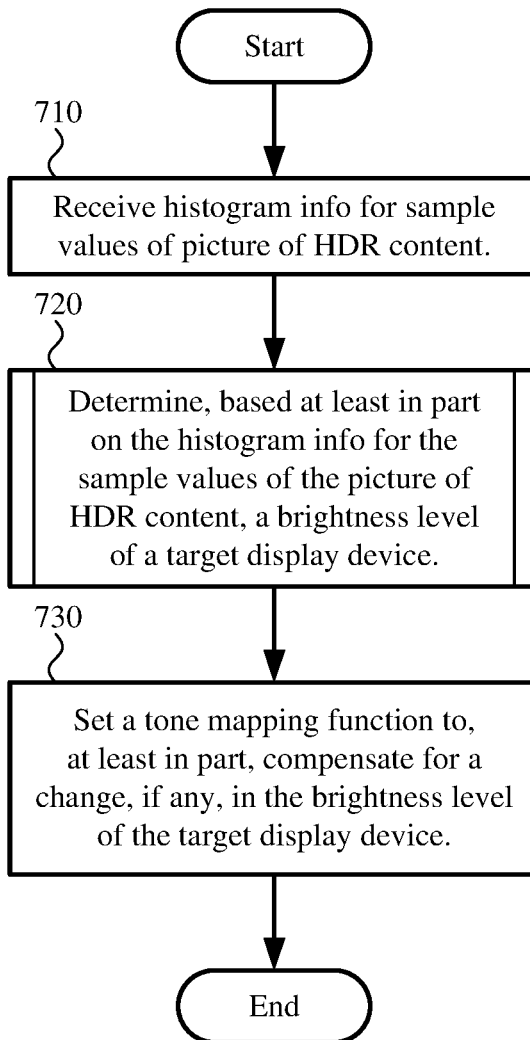 Start
710
Receive histogram info for sample
values of picture of HDR content.
720
Determine, based at least in part
on the histogram info for the
sample values of the picture of
HDR content, a brightness level
of a target display device.
730
Set a tone mapping function to,
at least in part, compensate for a
change, if any, in the brightness level
of the target display device.
End